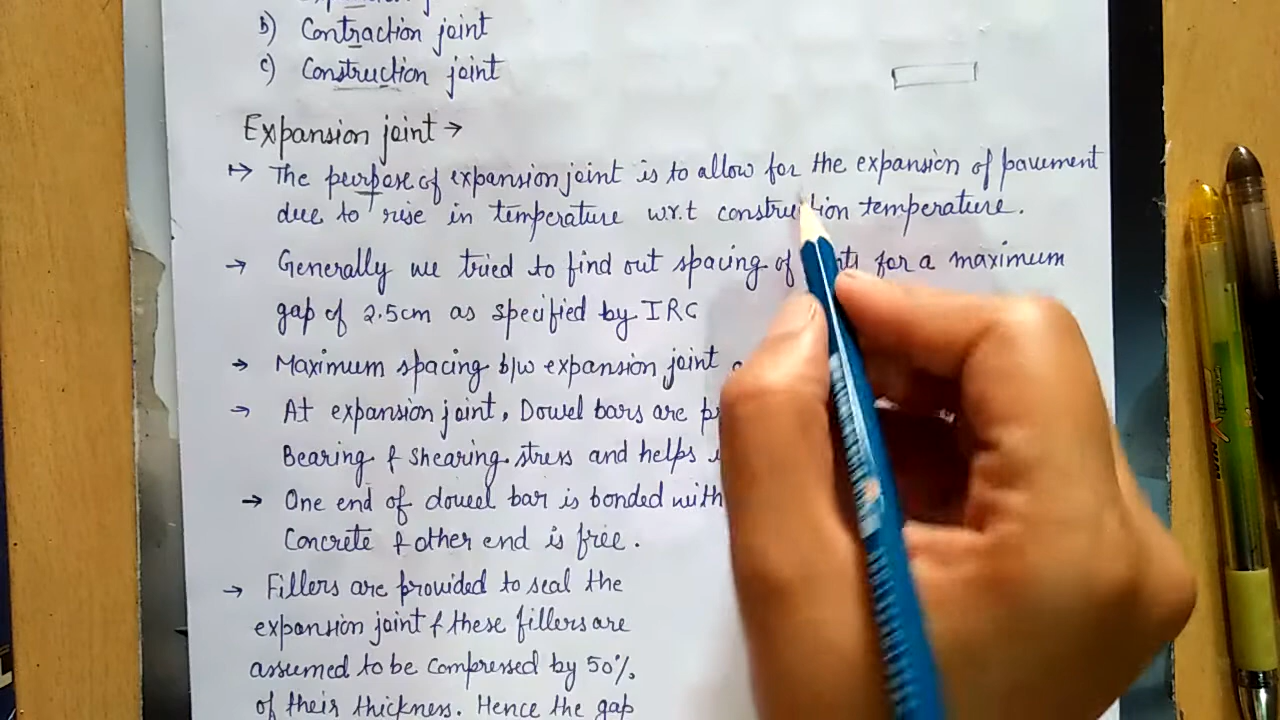 b) Contraction joint
c) Construction joint
Expansion joint →
↦ The purpose of expansion joint is to allow for the expansion of pavement
due to rise in temperature w.r.t construction temperature.
→ Generally we tried to find out spacing of for a maximum
gap of 2.5cm as specified by IRC
→ Maximum spacing b/w expansion joint
→ At expansion joint, Dowel bars are
Bearing & shearing stress and helps
→ One end of dowel bar is bonded with
Concrete & other end is free.
→ Fillers are provided to seal the
expansion joint & these fillers are
assumed to be compressed by 50%
of their thickness. Hence the gap